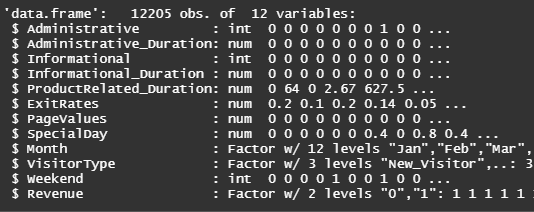 'data.frame':   12205 obs. of  12 variables:
 $ Administrative          : int  0 0 0 0 0 0 0 1 0 0 ...
 $ Administrative_Duration : num  0 0 0 0 0 0 0 0 0 0 ...
 $ Informational           : int  0 0 0 0 0 0 0 0 0 0 ...
 $ Informational_Duration  : num  0 0 0 0 0 0 0 0 0 0 ...
 $ ProductRelated_Duration : num  0 64 0 2.67 627.5 ...
 $ ExitRates               : num  0.2 0.1 0.2 0.14 0.05 ...
 $ PageValues              : num  0 0 0 0 0 0 0 0 0 0 ...
 $ SpecialDay              : num  0 0 0 0 0 0 0.4 0 0.8 0.4 ...
 $ Month                   : Factor w/ 12 levels "Jan","Feb","Mar",
 $ VisitorType             : Factor w/ 3 levels "New_Visitor",..: 3
 $ Weekend                 : int  0 0 0 0 1 0 0 1 0 0 ...
 $ Revenue                 : Factor w/ 2 levels "0","1": 1 1 1 1 1